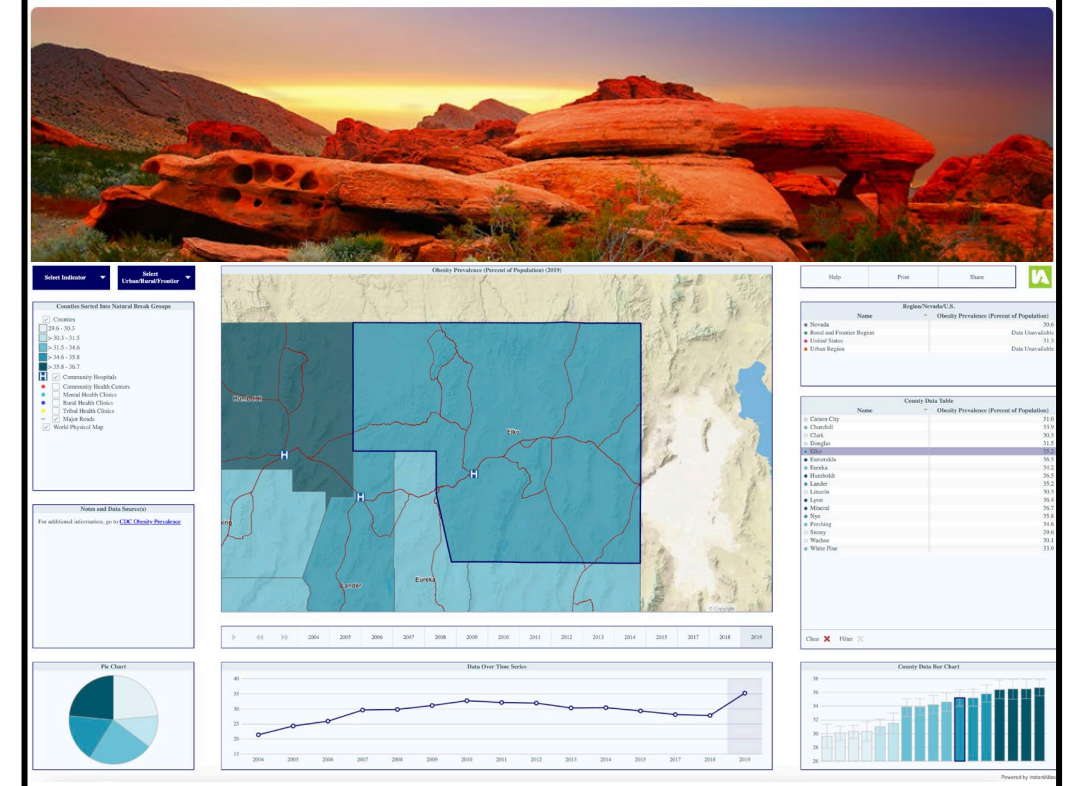 Select Indicator
Select
Urban/Rural/Frontier
Obesity Prevalence (Percent of Population) (2019)
Help
Print
Share
Counties Sorted Into Natural Break Groups
Counties
29.6 - 30.3
> 30.3 - 31.5
> 31.5 - 34.6
> 34.6 - 35.8
> 35.8 - 36.7
H
Community Hospitals
Community Health Centers
Mental Health Clinics
Rural Health Clinics
Tribal Health Clinics
Major Roads
World Physical Map
Humboldt
Elko
H
H
H
Lander
Eureka
© Copyright
Region/Nevada/U.S.
Name Obesity Prevalence (Percent of Population)
Nevada 30.6
Rural and Frontier Region Data Unavailable
United States 31.3
Urban Region Data Unavailable
County Data Table
Name Obesity Prevalence (Percent of Population)
Carson City 31.0
Churchill 33.9
Clark 30.3
Douglas 31.5
Elko 35.2
Esmeralda 36.5
Eureka 34.2
Humboldt 36.5
Lander 35.2
Lincoln 30.3
Lyon 36.4
Mineral 36.7
Nye 35.8
Pershing 34.6
Storey 29.6
Washoe 30.1
White Pine 33.9
Clear Filter
Notes and Data Source(s)
For additional information, go to CDC Obesity Prevalence
2004 2005 2006 2007 2008 2009 2010 2011 2012 2013 2014 2015 2017 2018 2019
Pie Chart
Data Over Time Series
40
35
30
25
20
15
2004 2005 2006 2007 2008 2009 2010 2011 2012 2013 2014 2015 2017 2018 2019
County Data Bar Chart
38
36
34
32
30
28
26
Powered by InstantAtlas